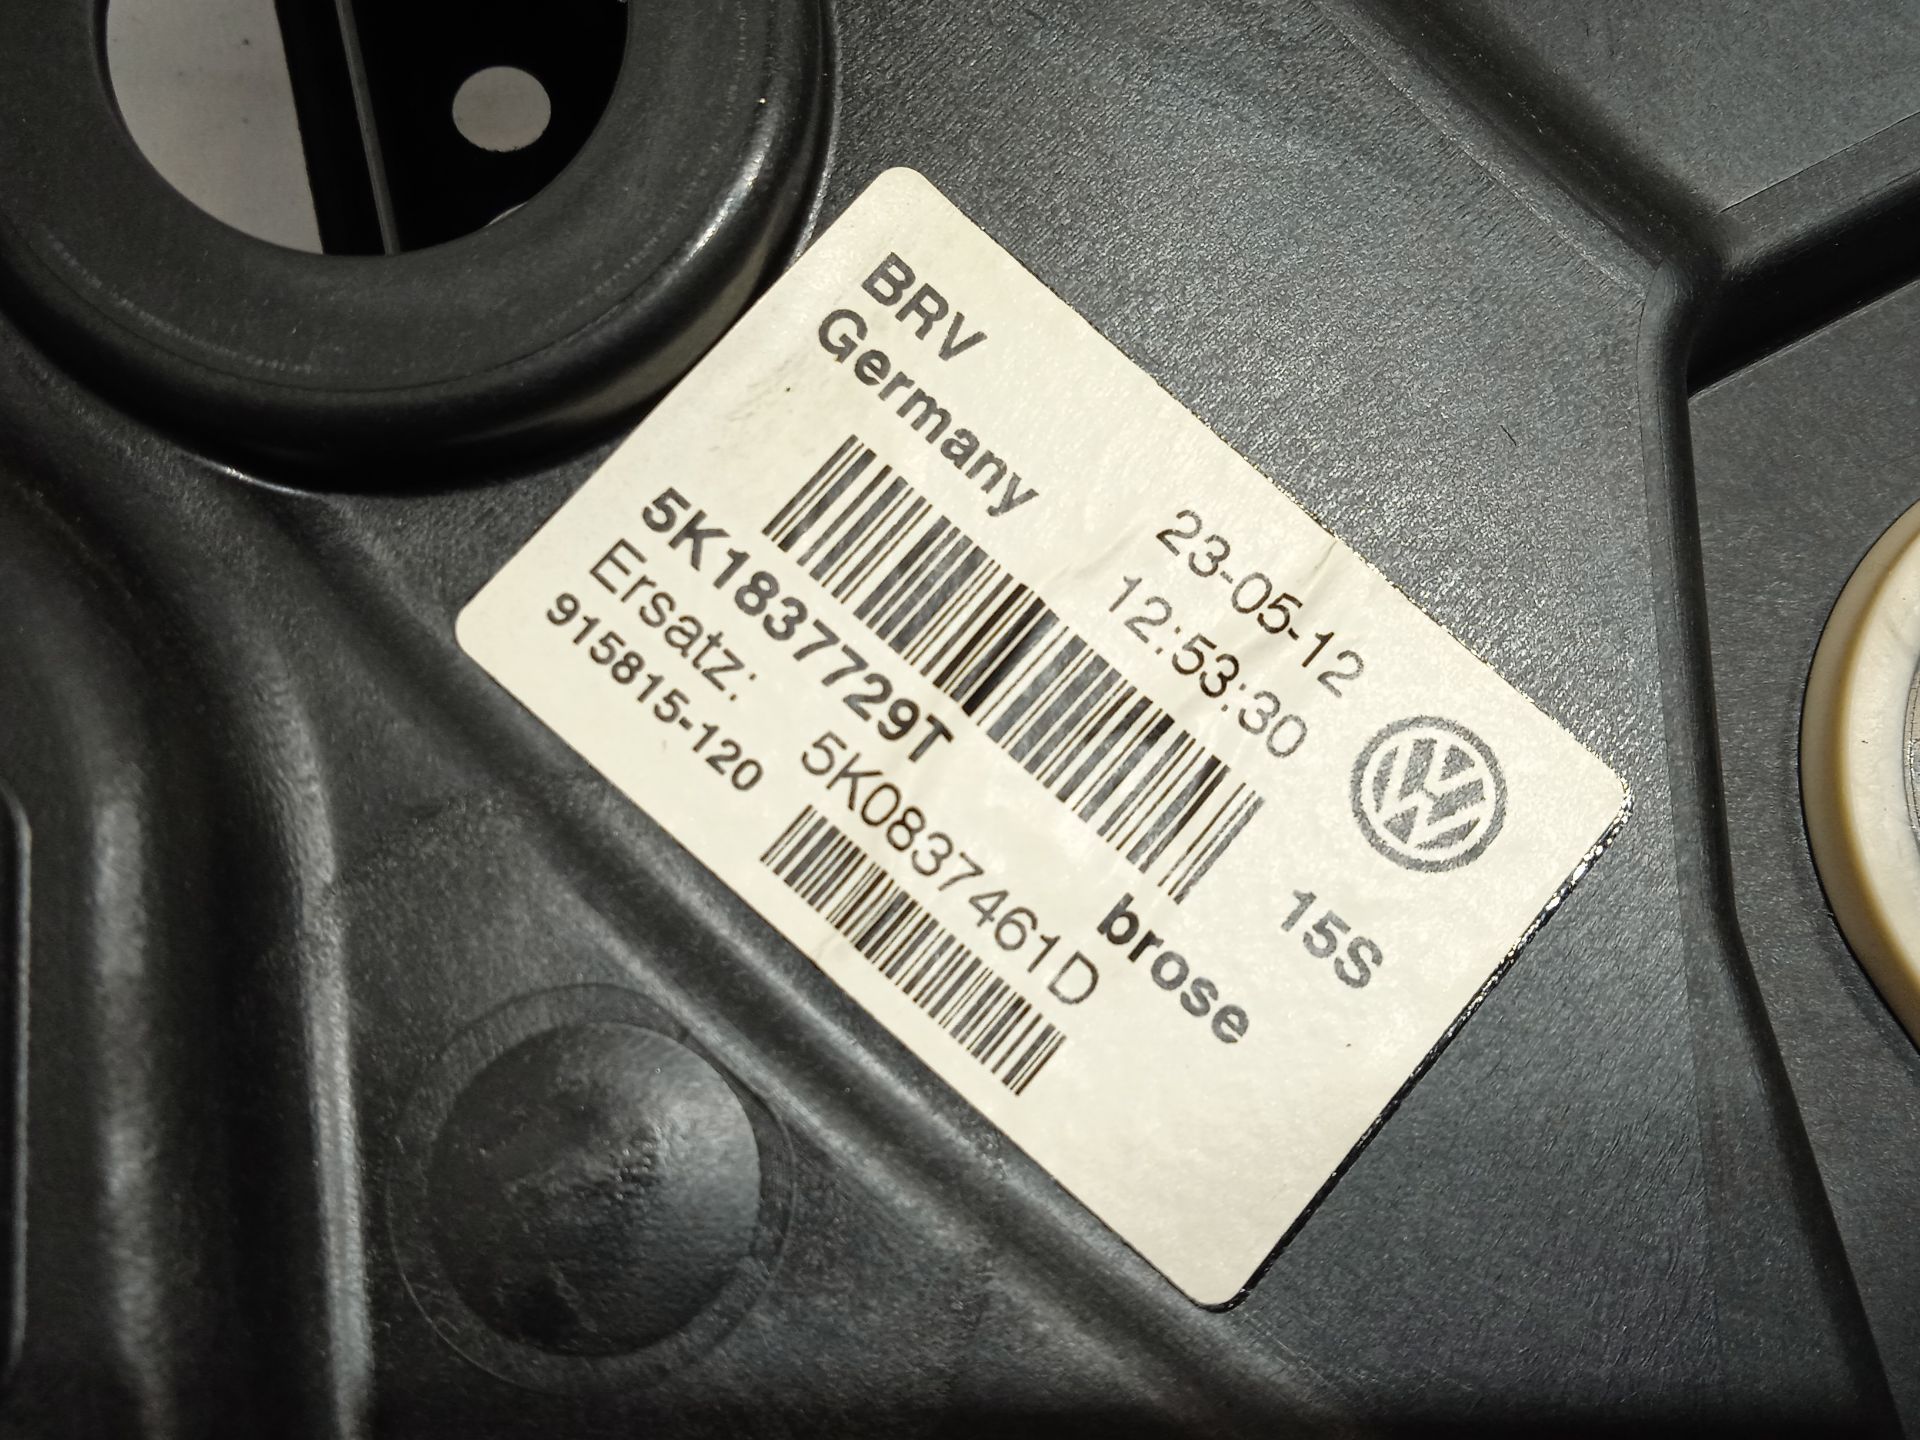 BRV
Germany
23-05-12
12:53:30
15S
5K1837729T
brose
Ersatz: 5K0837461D
915815-120